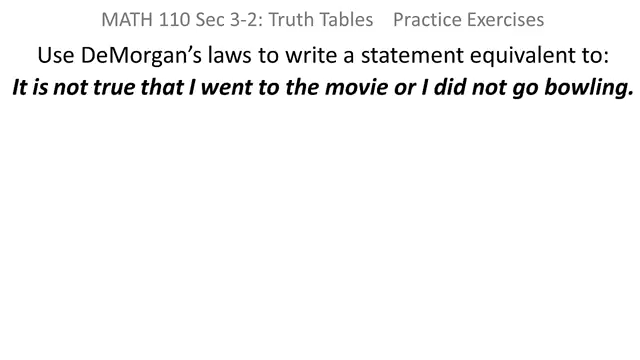 MATH 110 Sec 3-2: Truth Tables    Practice Exercises
Use DeMorgan’s laws to write a statement equivalent to:
It is not true that I went to the movie or I did not go bowling.